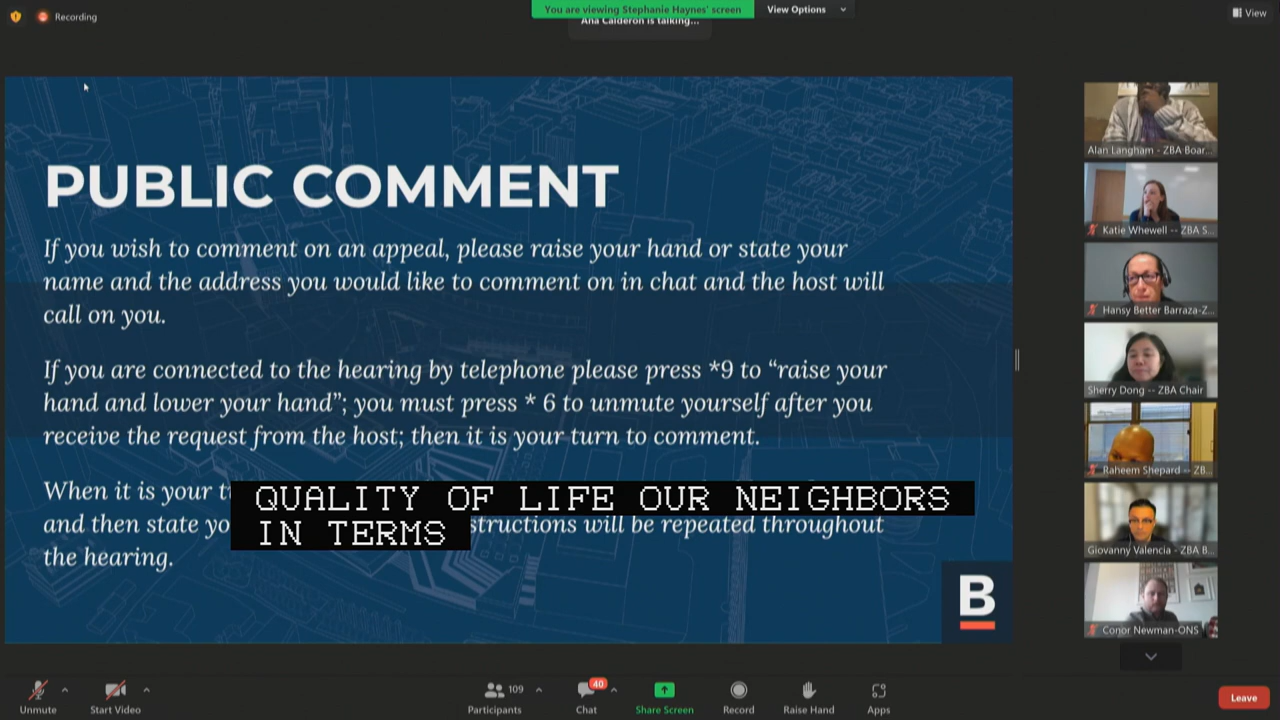 Recording
You are viewing Stephanie Haynes' screen
View Options
Ana Calderon is talking...
View
PUBLIC COMMENT
If you wish to comment on an appeal, please raise your hand or state your
name and the address you would like to comment on in chat and the host will
call on you.
If you are connected to the hearing by telephone please press *9 to “raise your
hand and lower your hand”; you must press * 6 to unmute yourself after you
receive the request from the host; then it is your turn to comment.
When it is your t
and then state yo structions will be repeated throughout
the hearing.
QUALITY OF LIFE OUR NEIGHBORS
IN TERMS
B
Alan Langham - ZBA Boar...
Katie Whewell -- ZBA S...
Hansy Better Barraza-Z...
Sherry Dong -- ZBA Chair
Raheem Shepard -- ZB...
Giovanny Valencia - ZBA B...
Conor Newman-ONS
Unmute
Start Video
109
Participants
40
Chat
Share Screen
Record
Raise Hand
Apps
Leave